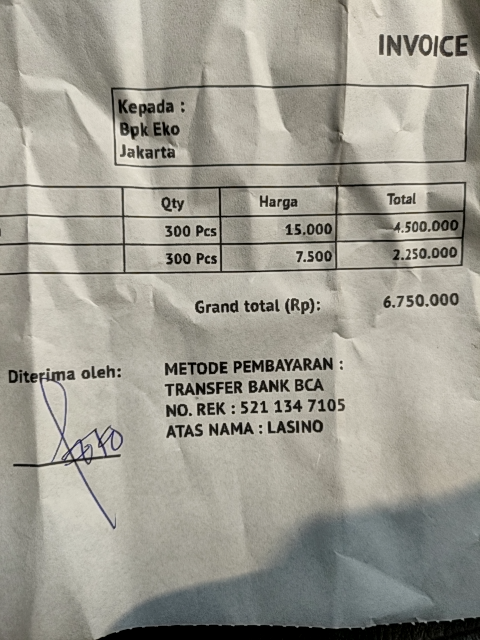 INVOICE
Kepada :
Bpk Eko
Jakarta
Qty Harga Total
300 Pcs 15.000 4.500.000
300 Pcs 7.500 2.250.000
Grand total (Rp): 6.750.000
Diterima oleh:
METODE PEMBAYARAN :
TRANSFER BANK BCA
NO. REK : 521 134 7105
ATAS NAMA : LASINO